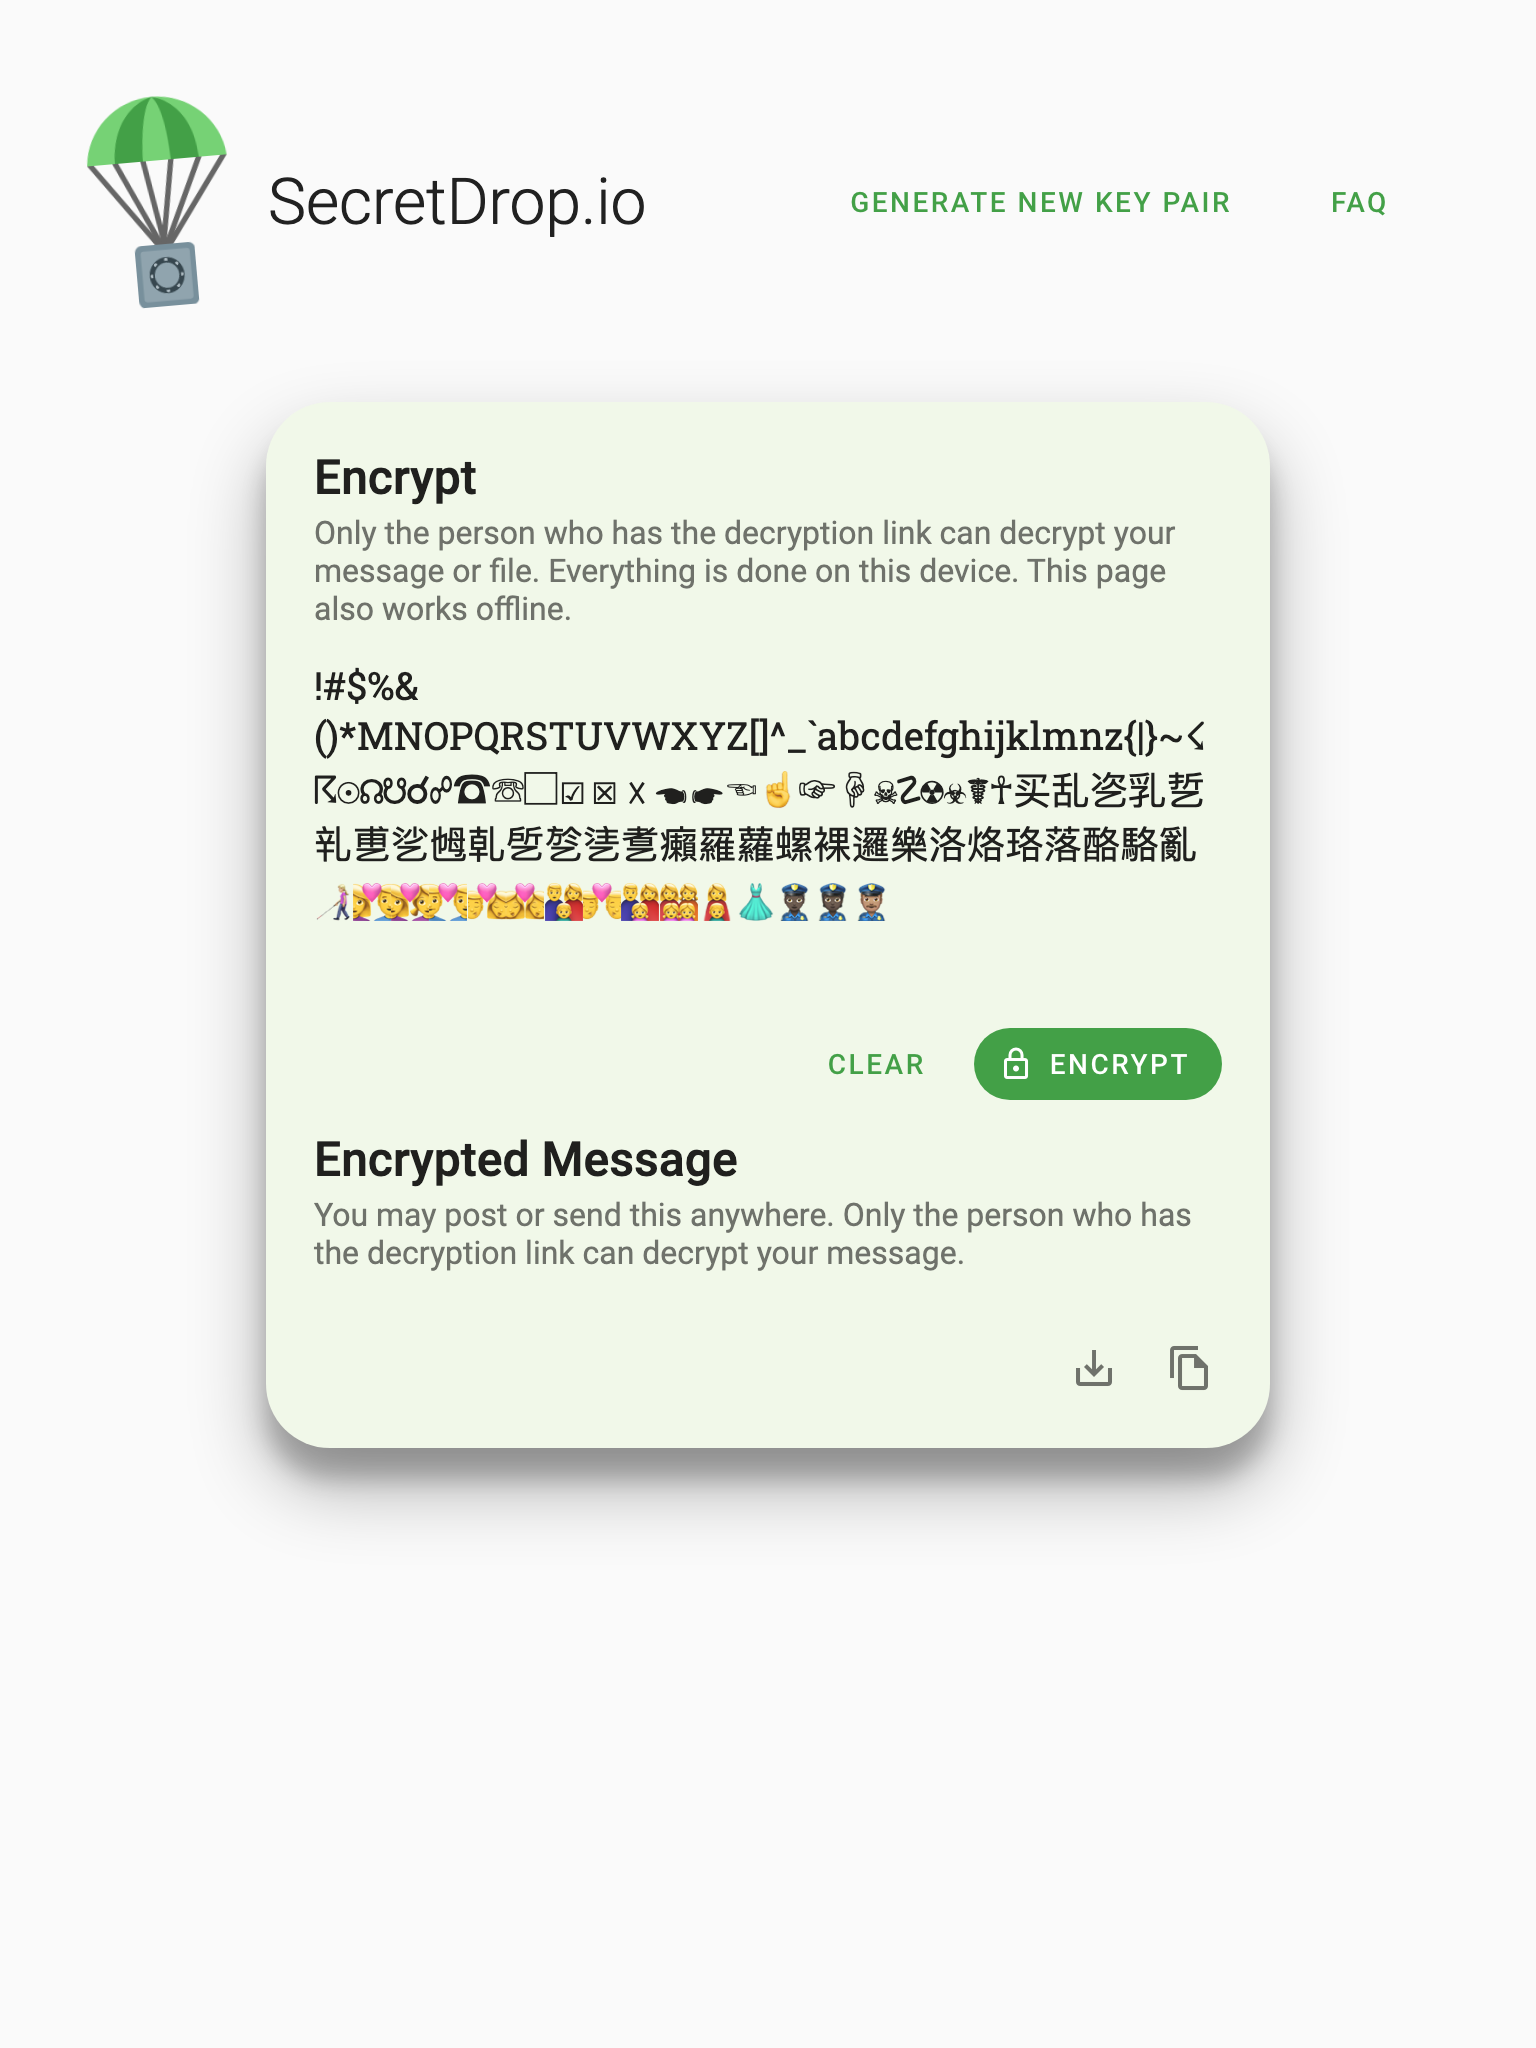 SecretDrop.io
GENERATE NEW KEY PAIR
FAQ
Encrypt
Only the person who has the decryption link can decrypt your
message or file. Everything is done on this device. This page
also works offline.
!#$%&
()*MNOPQRSTUVWXYZ[]^_`abcdefghijklmnz{|}~☇
☈☉☊☋☌☍☎☏☐☑☒☓☚☛☜☝☞☟☠☡☢☣☤☥买乱乲乳乴
乵乶乷乸乹乺乻乼乽癩羅蘿螺裸邏樂洛烙珞落酪駱亂
CLEAR
ENCRYPT
Encrypted Message
You may post or send this anywhere. Only the person who has
the decryption link can decrypt your message.